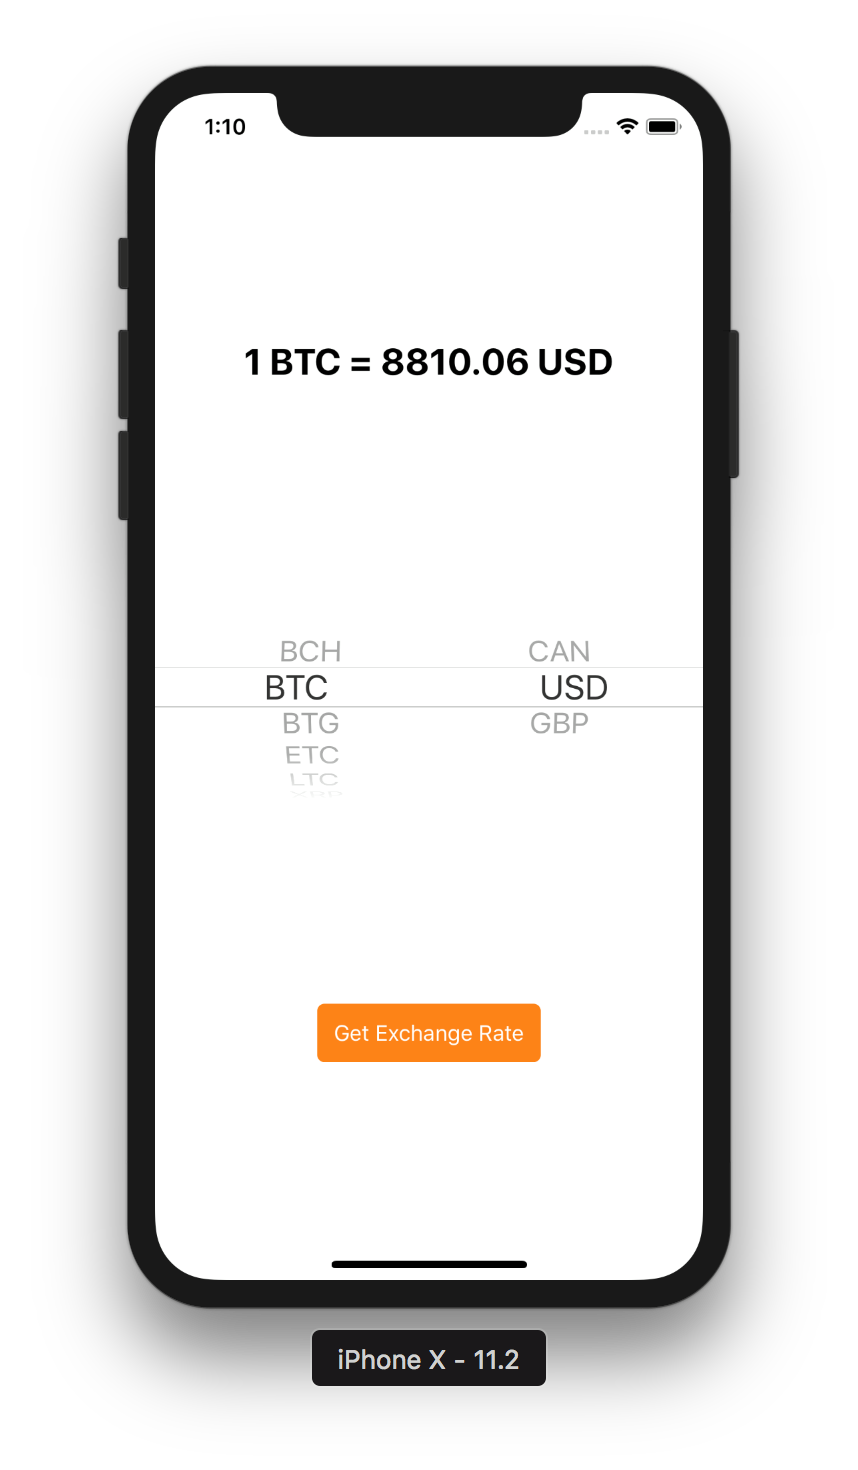 1:10
1 BTC = 8810.06 USD
BCH CAN
BTC USD
BTG GBP
ETC
LTC
Get Exchange Rate
iPhone X - 11.2